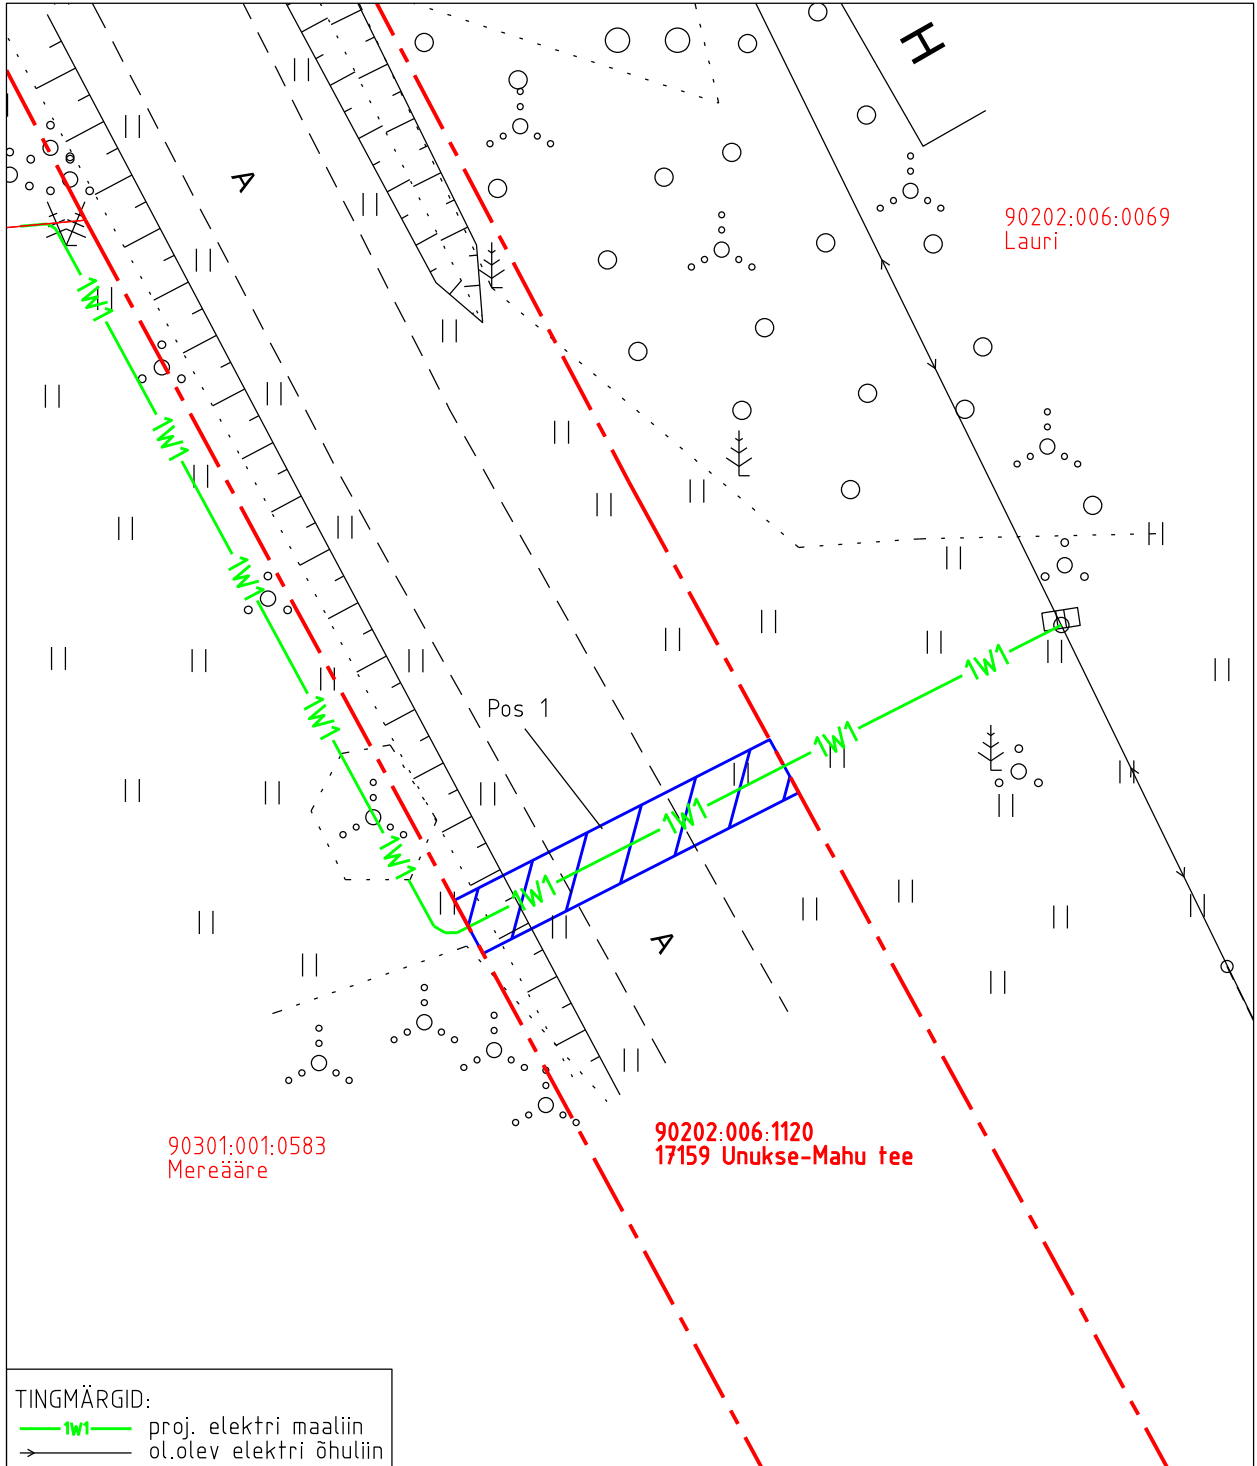 H
A
90202:006:0069
Lauri
1W1
1W1
1W1
1W1
1W1
Pos 1
1W1
1W1
1W1
1W1
A
90301:001:0583
Mereääre
90202:006:1120
17159 Unukse-Mahu tee
TINGMÄRGID:
1W1 proj. elektri maaliin
ol.olev elektri õhuliin